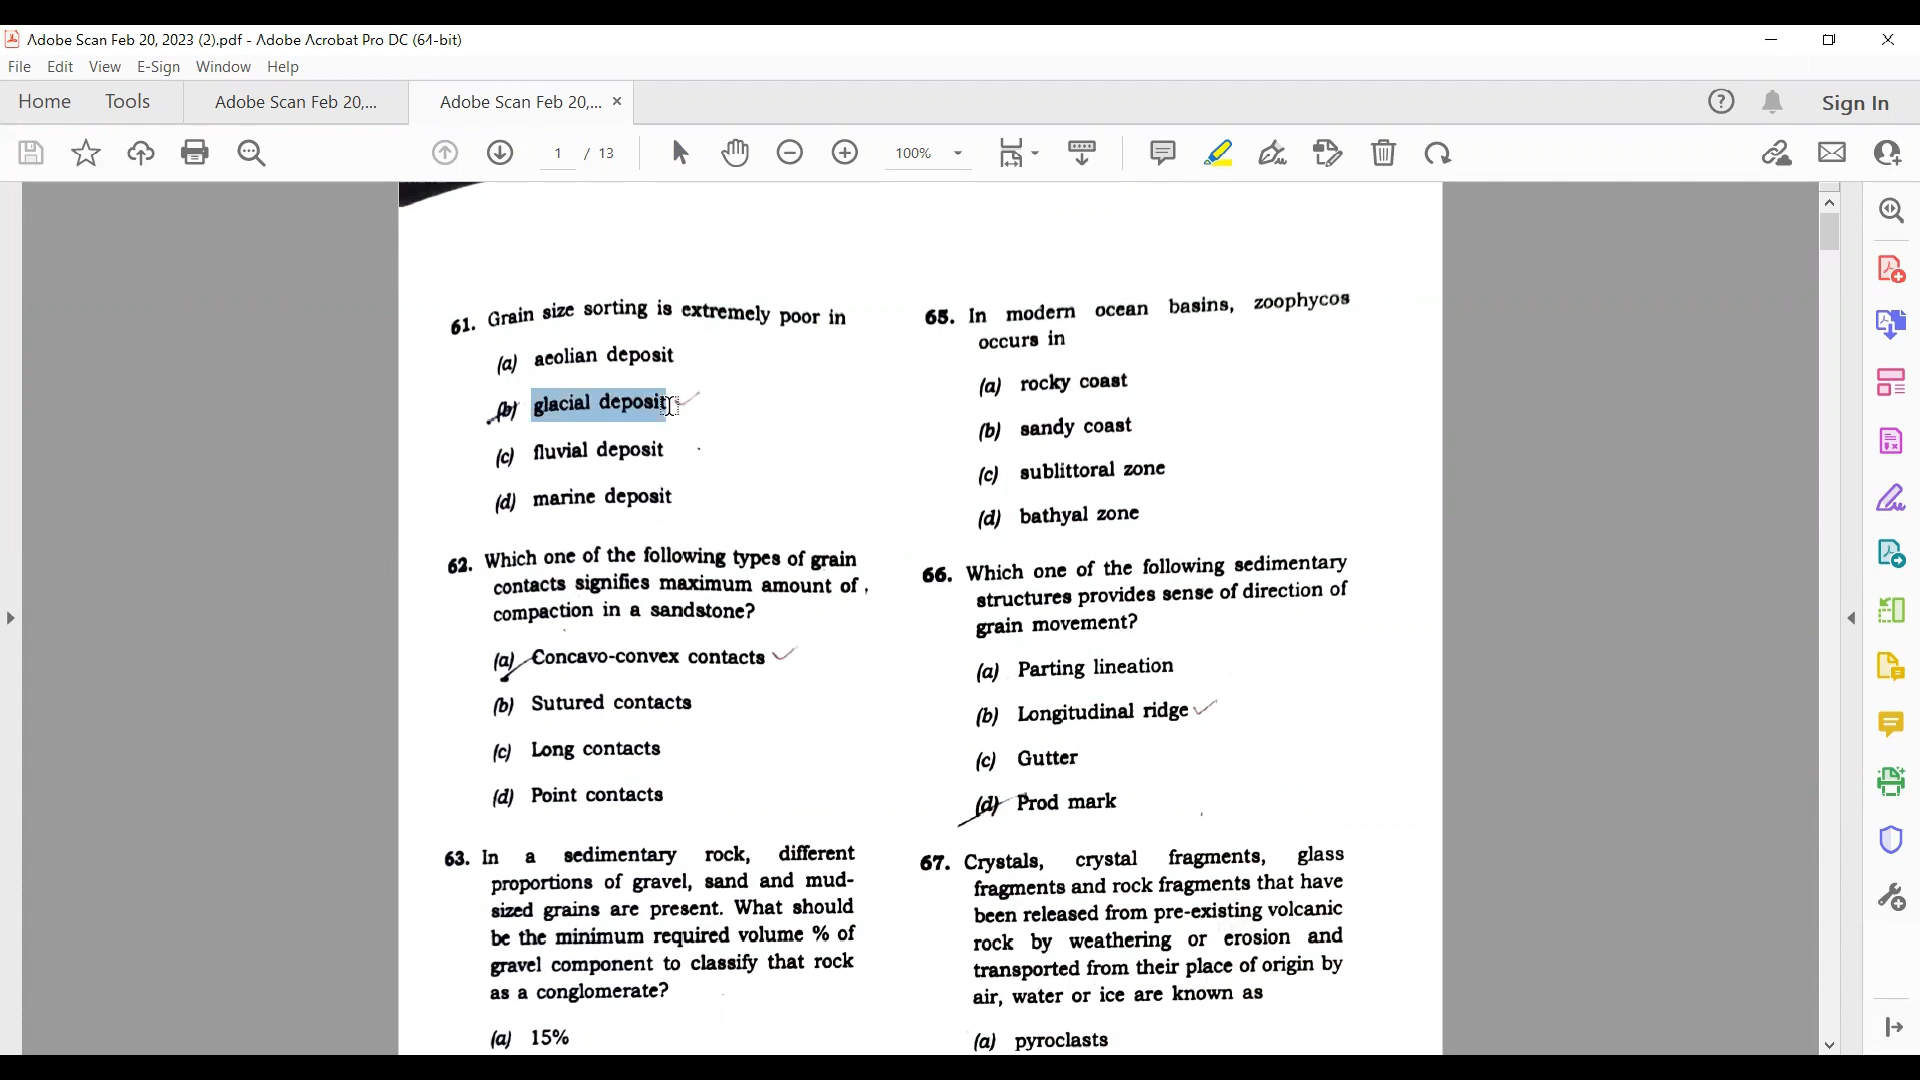 Adobe Scan Feb 20, 2023 (2).pdf - Adobe Acrobat Pro DC (64-bit)
File Edit View E-Sign Window Help
Home Tools Adobe Scan Feb 20,... Adobe Scan Feb 20,... × Sign In
1 / 13 100%
61. Grain size sorting is extremely poor in
(a) aeolian deposit
(b) glacial deposit
(c) fluvial deposit
(d) marine deposit
62. Which one of the following types of grain
contacts signifies maximum amount of
compaction in a sandstone?
(a) Concavo-convex contacts
(b) Sutured contacts
(c) Long contacts
(d) Point contacts
63. In a sedimentary rock, different
proportions of gravel, sand and mud-
sized grains are present. What should
be the minimum required volume % of
gravel component to classify that rock
as a conglomerate?
(a) 15%
65. In modern ocean basins, zoophycos
occurs in
(a) rocky coast
(b) sandy coast
(c) sublittoral zone
(d) bathyal zone
66. Which one of the following sedimentary
structures provides sense of direction of
grain movement?
(a) Parting lineation
(b) Longitudinal ridge
(c) Gutter
(d) Prod mark
67. Crystals, crystal fragments, glass
fragments and rock fragments that have
been released from pre-existing volcanic
rock by weathering or erosion and
transported from their place of origin by
air, water or ice are known as
(a) pyroclasts